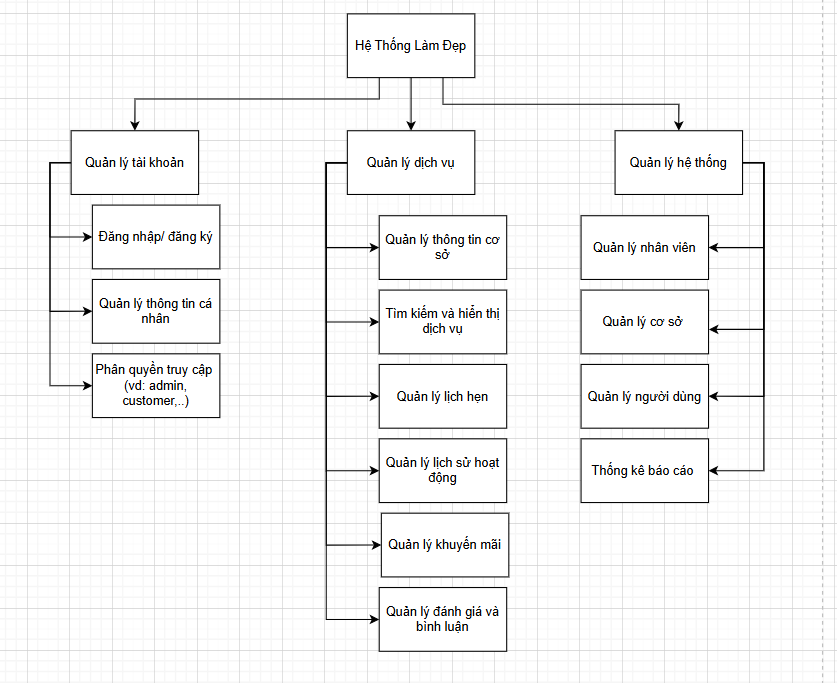 Hệ Thống Làm Đẹp
Quản lý tài khoản
Đăng nhập/ đăng ký
Quản lý thông tin cá
nhân
Phân quyền truy cập
(vd: admin,
customer,..)
Quản lý dịch vụ
Quản lý thông tin cơ
sở
Tìm kiếm và hiển thị
dịch vụ
Quản lý lịch hẹn
Quản lý lịch sử hoạt
động
Quản lý khuyến mãi
Quản lý đánh giá và
bình luận
Quản lý hệ thống
Quản lý nhân viên
Quản lý cơ sở
Quản lý người dùng
Thống kê báo cáo